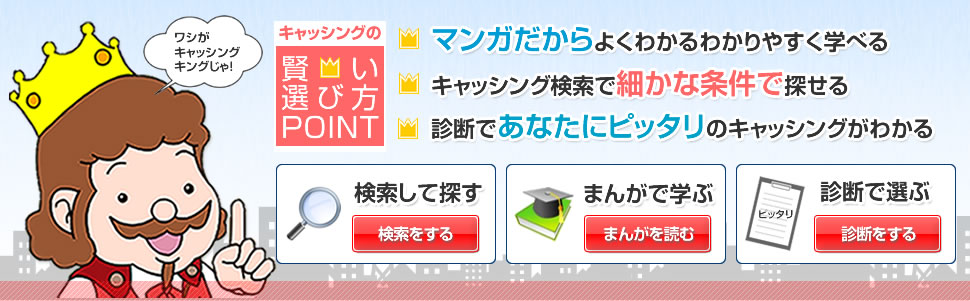 ワシが
キャッシング
キングじゃ!
キャッシングの
賢い
選び方
POINT
マンガだからよくわかるわかりやすく学べる
キャッシング検索で細かな条件で探せる
診断であなたにピッタリのキャッシングがわかる
検索して探す
検索をする
まんがで学ぶ
まんがを読む
ピッタリ
診断で選ぶ
診断をする